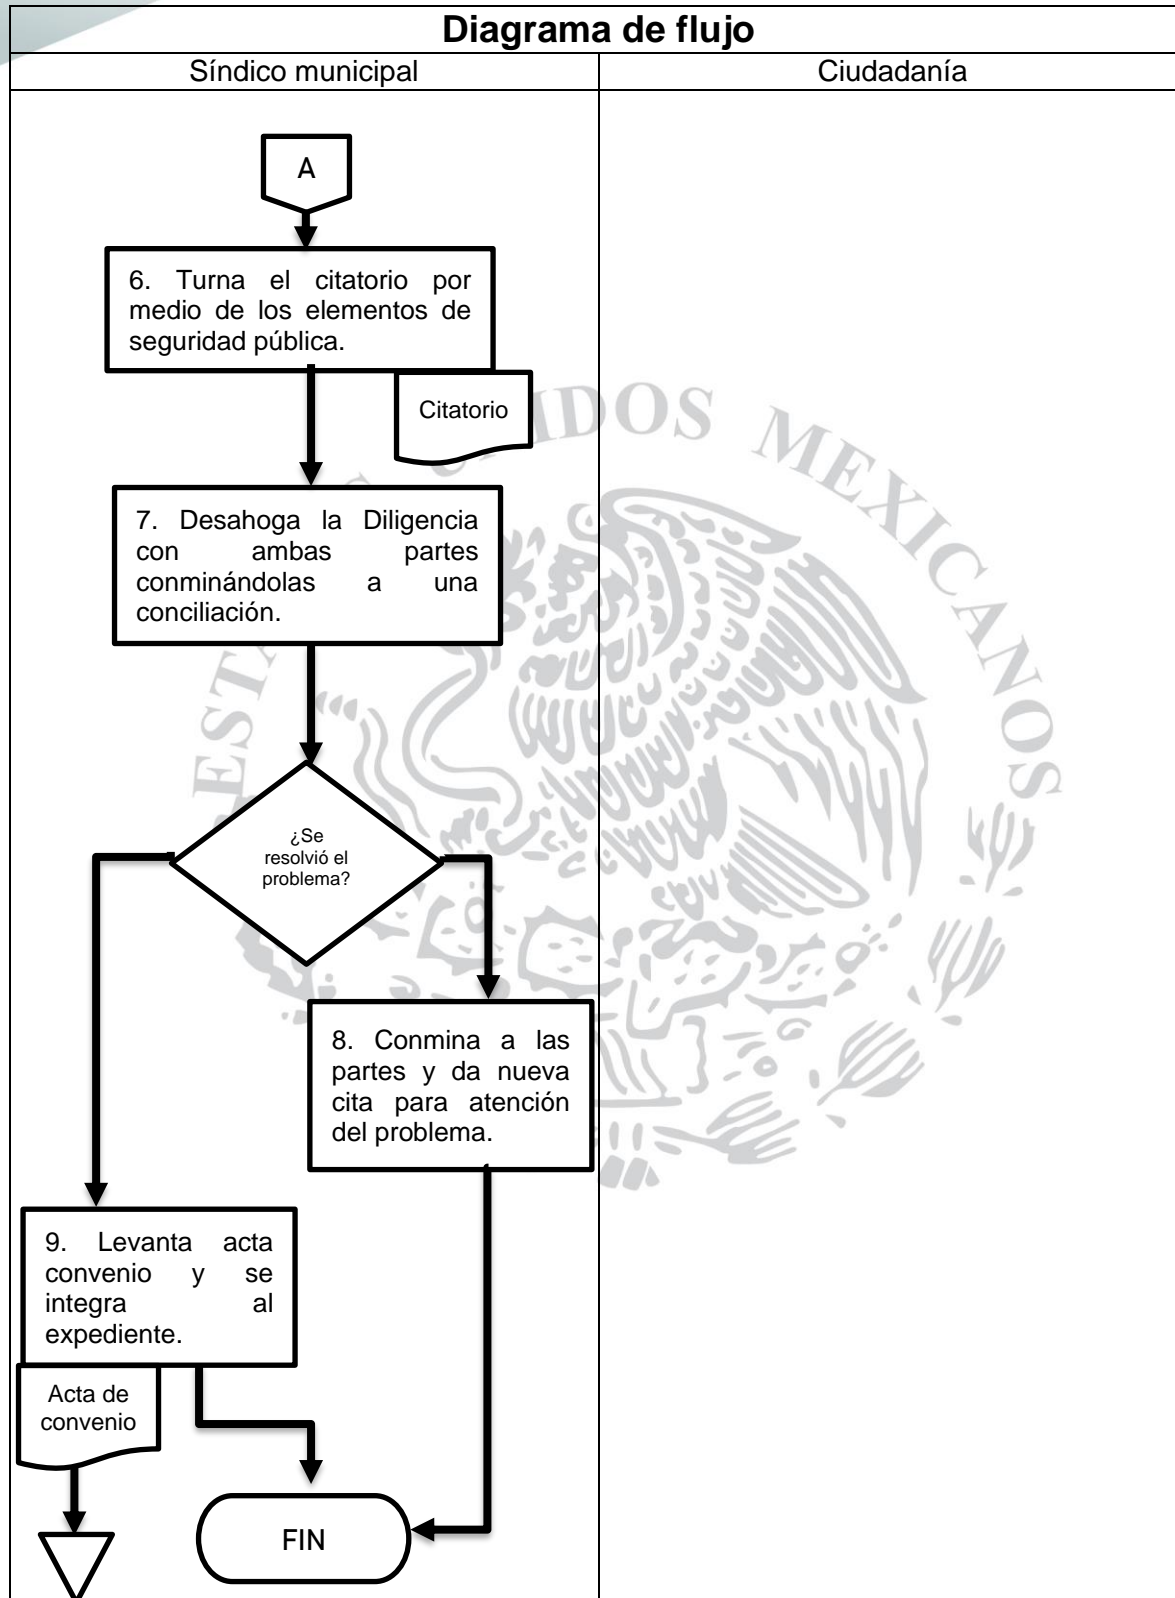 Diagrama de flujo
Síndico municipal
Ciudadanía
A
6. Turna el citatorio por
medio de los elementos de
seguridad pública.
Citatorio
7. Desahoga la Diligencia
con ambas partes
conminándolas a una
conciliación.
¿Se
resolvió el
problema?
8. Conmina a las
partes y da nueva
cita para atención
del problema.
9. Levanta acta
convenio y se
integra al
expediente.
Acta de
convenio
FIN
MEXICANOS